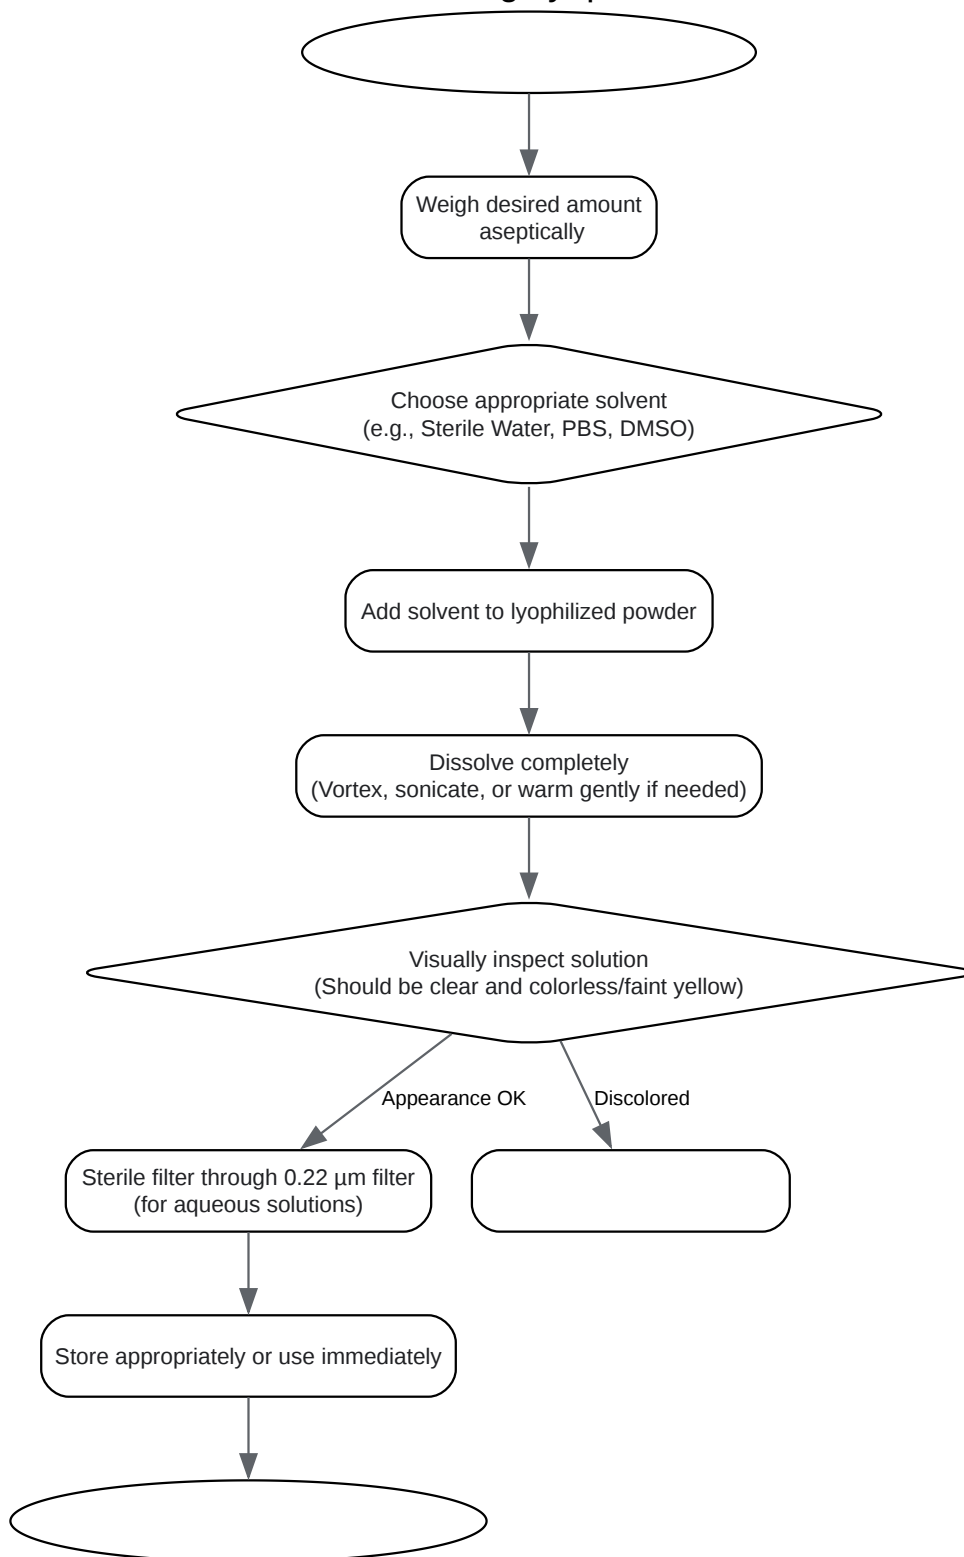 Weigh desired amount
aseptically
Choose appropriate solvent
(e.g., Sterile Water, PBS, DMSO)
Add solvent to lyophilized powder
Dissolve completely
(Vortex, sonicate, or warm gently if needed)
Visually inspect solution
(Should be clear and colorless/faint yellow)
Appearance OK
Discolored
Sterile filter through 0.22 µm filter
(for aqueous solutions)
Store appropriately or use immediately